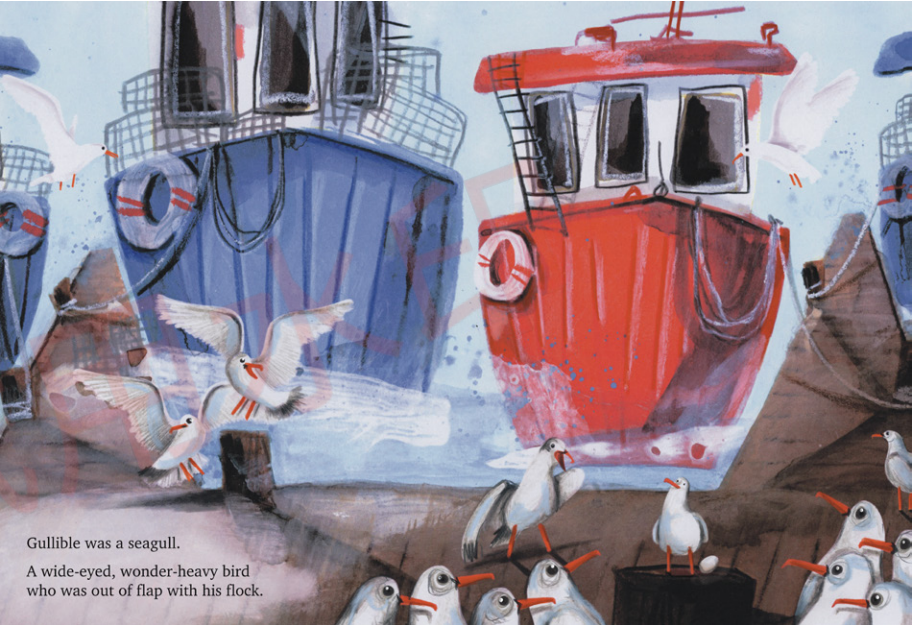 Gullible was a seagull.
A wide-eyed, wonder-heavy bird
who was out of flap with his flock.